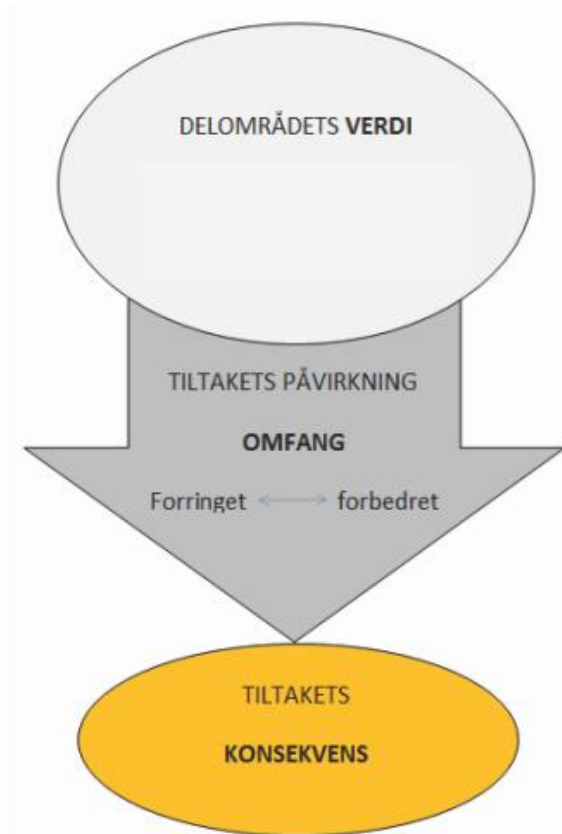 DELOMRÅDETS VERDI
TILTAKETS PÅVIRKNING
OMFANG
Forringet forbedret
TILTAKETS
KONSEKVENS